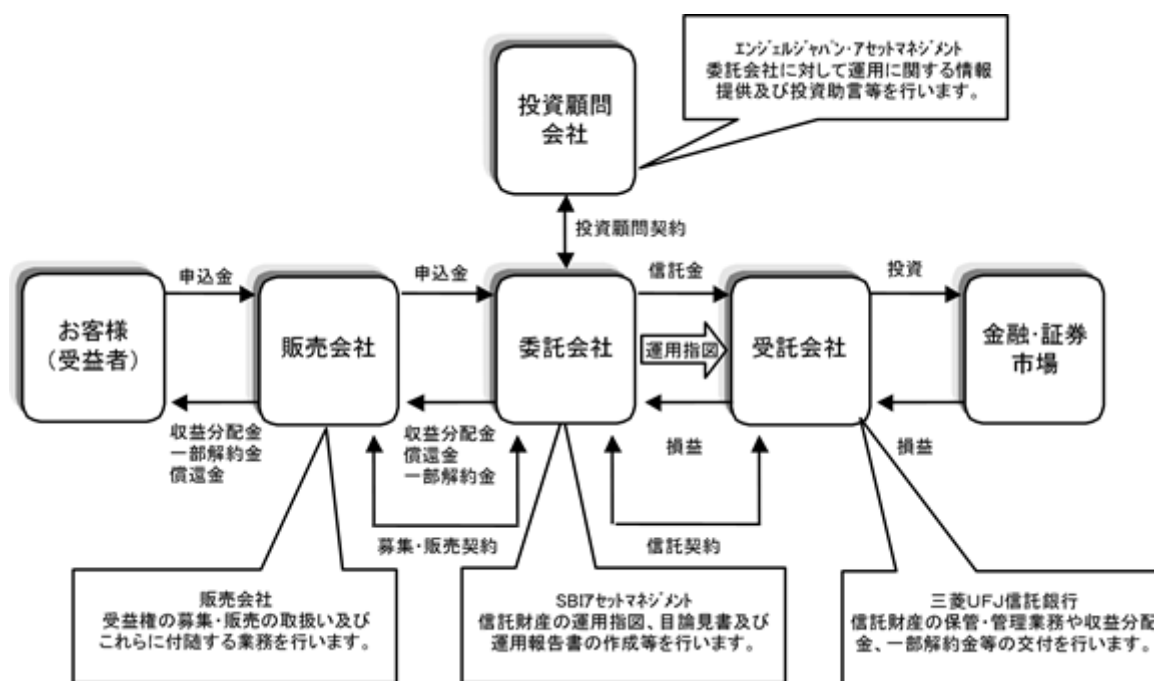 エンジェルジャパン・アセットマネジメント
委託会社に対して運用に関する情報
提供及び投資助言等を行います。
投資顧問
会社
投資顧問契約
申込金
申込金
信託金
投資
お客様
(受益者)
販売会社
委託会社
運用指図
受託会社
金融・証券
市場
収益分配金
一部解約金
償還金
収益分配金
償還金
一部解約金
損益
損益
募集・販売契約
信託契約
販売会社
受益権の募集・販売の取扱い及び
これらに付随する業務を行います。
SBIアセットマネジメント
信託財産の運用指図、目論見書及び
運用報告書の作成等を行います。
三菱UFJ信託銀行
信託財産の保管・管理業務や収益分配
金、一部解約金等の交付を行います。